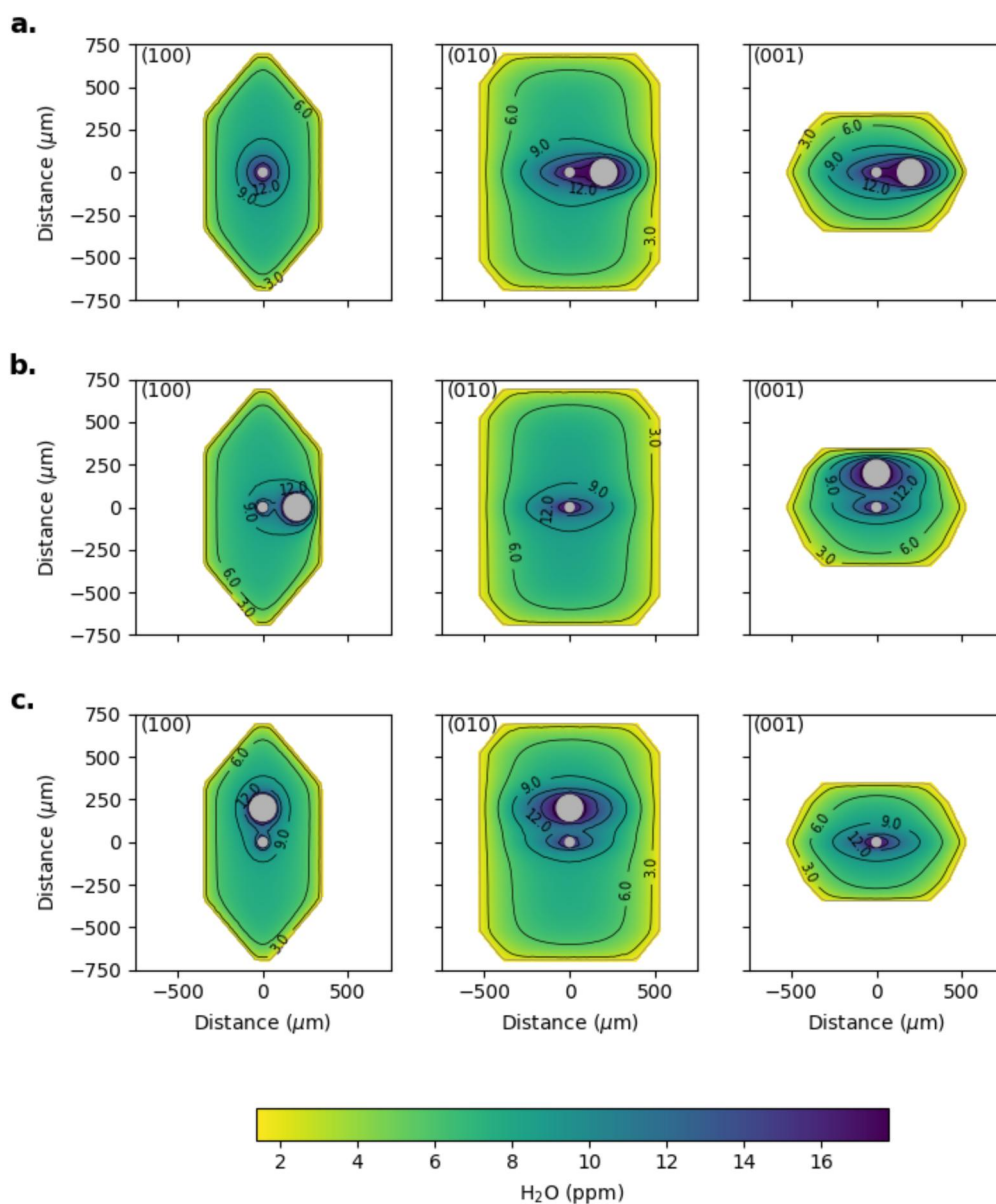 a.
(100) (010) (001)
750
500
250
0
−250
−500
−750
Distance (μm)
6.0 9.0 12.0 3.0
6.0 9.0 12.0 3.0
3.0 6.0 9.0 12.0
b.
(100) (010) (001)
750
500
250
0
−250
−500
−750
Distance (μm)
12.0 9.0 6.0 3.0
3.0 9.0 12.0 6.0
9.0 12.0 3.0 6.0
c.
(100) (010) (001)
750
500
250
0
−250
−500
−750
Distance (μm)
6.0 12.0 9.0 3.0
9.0 12.0 6.0 3.0
6.0 9.0 12.0 3.0
−500 0 500 −500 0 500 −500 0 500
Distance (μm) Distance (μm) Distance (μm)
2 4 6 8 10 12 14 16
H₂O (ppm)